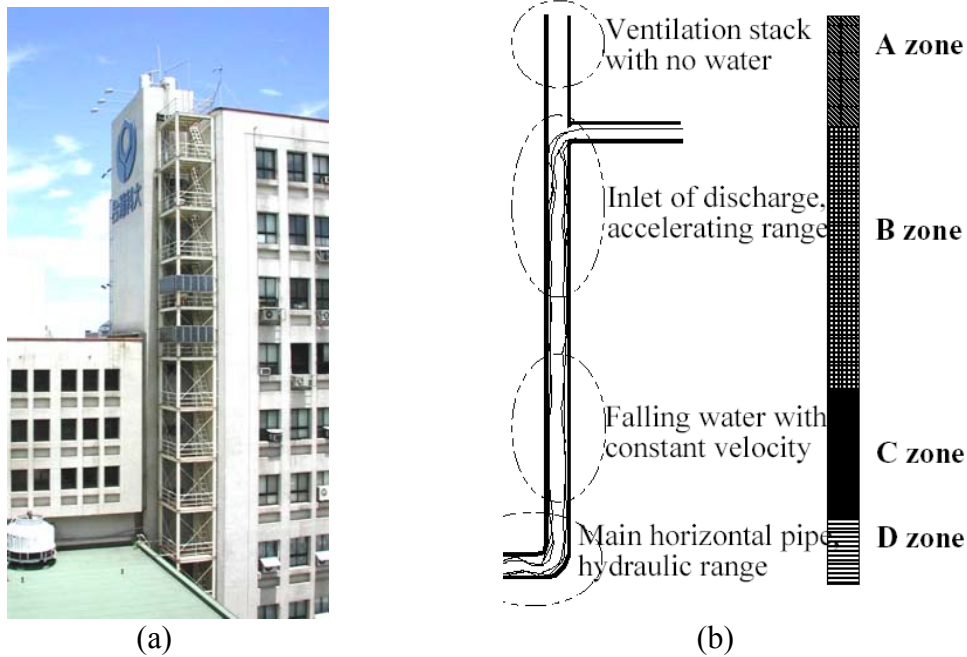 Ventilation stack
with no water
A zone
Inlet of discharge,
accelerating range
B zone
Falling water with
constant velocity
C zone
Main horizontal pipe,
hydraulic range
D zone
(a)
(b)